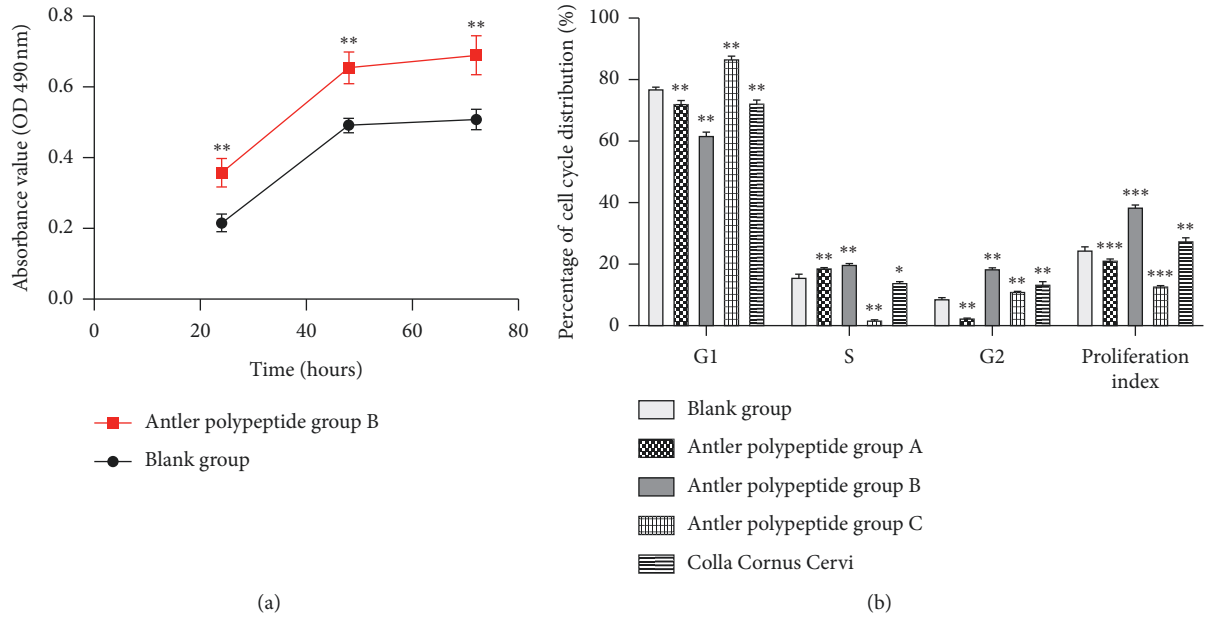 0.8
0.6
0.4
0.2
0.0
Absorbance value (OD 490 nm)
**
**
**
0
20
40
60
80
Time (hours)
Antler polypeptide group B
Blank group
(a)
100
80
60
40
20
0
Percentage of cell cycle distribution (%)
**
**
**
**
**
**
**
*
**
**
**
**
***
***
***
**
G1
S
G2
Proliferation
index
Blank group
Antler polypeptide group A
Antler polypeptide group B
Antler polypeptide group C
Colla Cornus Cervi
(b)